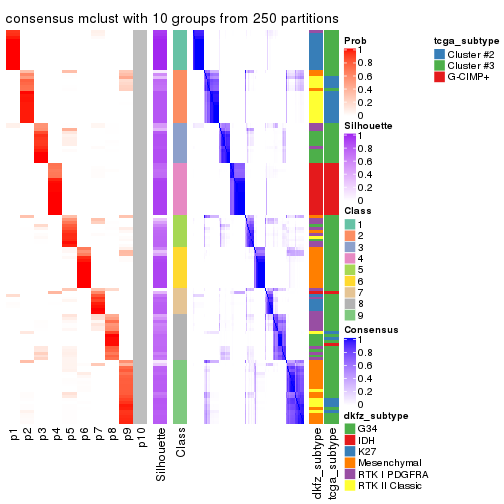 consensus mclust with 10 groups from 250 partitions
Prob
1
0.8
0.6
0.4
0.2
0
Silhouette
1
0.8
0.6
0.4
0.2
0
Class
1
2
3
4
5
6
7
8
9
Consensus
1
0.8
0.6
0.4
0.2
0
dkfz_subtype
G34
IDH
K27
Mesenchymal
RTK I PDGFRA
RTK II Classic
tcga_subtype
Cluster #2
Cluster #3
G-CIMP+
p1
p2
p3
p4
p5
p6
p7
p8
p9
p10
Silhouette
Class
dkfz_subtype
tcga_subtype